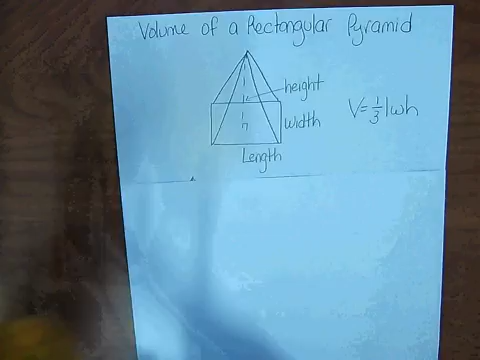 Volume of a Rectangular Pyramid
height
V=1/3lwh
width
Length